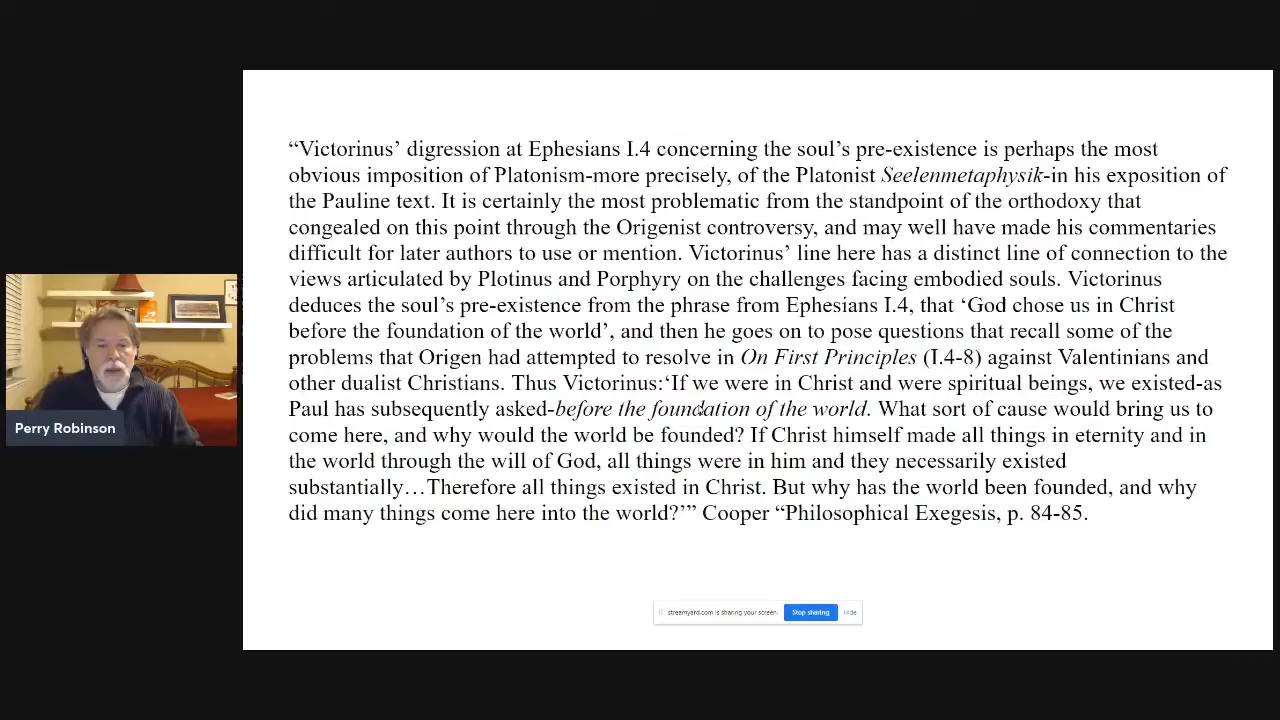 “Victorinus’ digression at Ephesians I.4 concerning the soul’s pre-existence is perhaps the most
obvious imposition of Platonism-more precisely, of the Platonist Seelenmetaphysik-in his exposition of
the Pauline text. It is certainly the most problematic from the standpoint of the orthodoxy that
congealed on this point through the Origenist controversy, and may well have made his commentaries
difficult for later authors to use or mention. Victorinus’ line here has a distinct line of connection to the
views articulated by Plotinus and Porphyry on the challenges facing embodied souls. Victorinus
deduces the soul’s pre-existence from the phrase from Ephesians I.4, that ‘God chose us in Christ
before the foundation of the world’, and then he goes on to pose questions that recall some of the
problems that Origen had attempted to resolve in On First Principles (I.4-8) against Valentinians and
other dualist Christians. Thus Victorinus:‘If we were in Christ and were spiritual beings, we existed-as
Paul has subsequently asked-before the foundation of the world. What sort of cause would bring us to
come here, and why would the world be founded? If Christ himself made all things in eternity and in
the world through the will of God, all things were in him and they necessarily existed
substantially…Therefore all things existed in Christ. But why has the world been founded, and why
did many things come here into the world?’” Cooper “Philosophical Exegesis, p. 84-85.
Perry Robinson
streamyard.com is sharing your screen. Stop sharing Hide